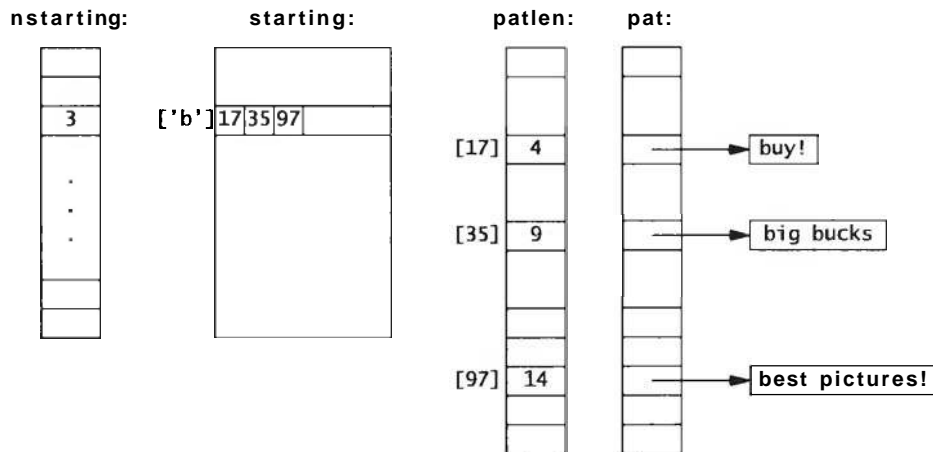 nstarting: starting: patlen: pat:
3 ['b'] 17 35 97
[17] 4 buy!
[35] 9 big bucks
[97] 14 best pictures!